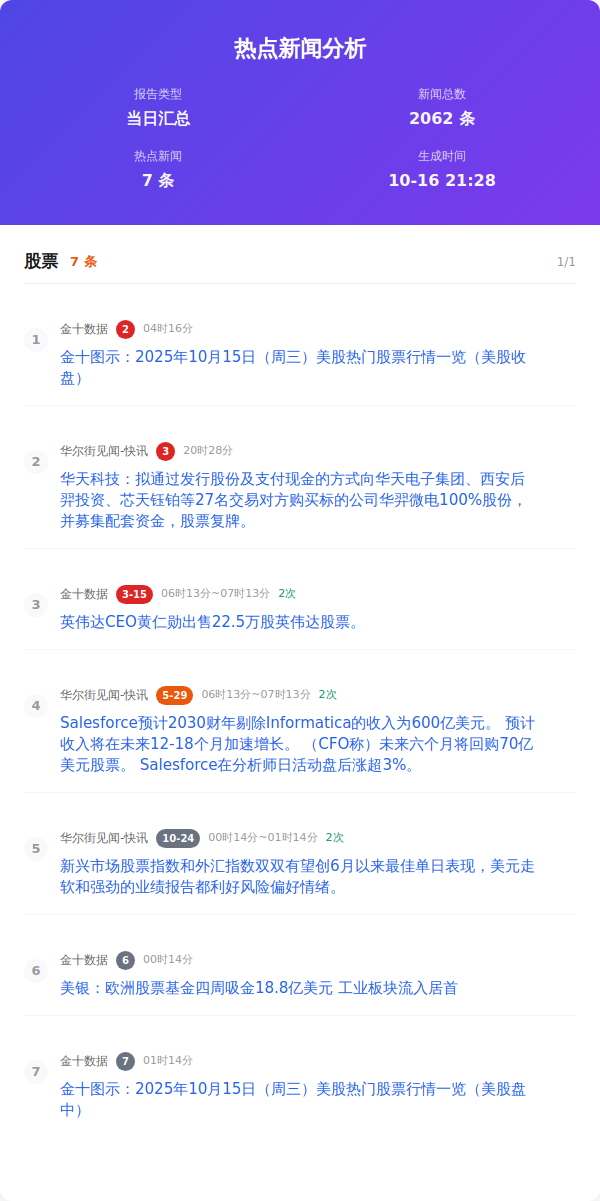 热点新闻分析
报告类型
新闻总数
当日汇总
2062 条
热点新闻
生成时间
7 条
10-16 21:28
股票 7 条 1/1
1
金十数据 2 04时16分
金十图示：2025年10月15日（周三）美股热门股票行情一览（美股收
盘）
2
华尔街见闻-快讯 3 20时28分
华天科技：拟通过发行股份及支付现金的方式向华天电子集团、西安后
羿投资、芯天钰铂等27名交易对方购买标的公司华羿微电100%股份，
并募集配套资金，股票复牌。
3
金十数据 3-15 06时13分~07时13分 2次
英伟达CEO黄仁勋出售22.5万股英伟达股票。
4
华尔街见闻-快讯 5-29 06时13分~07时13分 2次
Salesforce预计2030财年剔除Informatica的收入为600亿美元。 预计
收入将在未来12-18个月加速增长。 （CFO称）未来六个月将回购70亿
美元股票。 Salesforce在分析师日活动盘后涨超3%。
5
华尔街见闻-快讯 10-24 00时14分~01时14分 2次
新兴市场股票指数和外汇指数双双有望创6月以来最佳单日表现，美元走
软和强劲的业绩报告都利好风险偏好情绪。
6
金十数据 6 00时14分
美银：欧洲股票基金四周吸金18.8亿美元 工业板块流入居首
7
金十数据 7 01时14分
金十图示：2025年10月15日（周三）美股热门股票行情一览（美股盘
中）